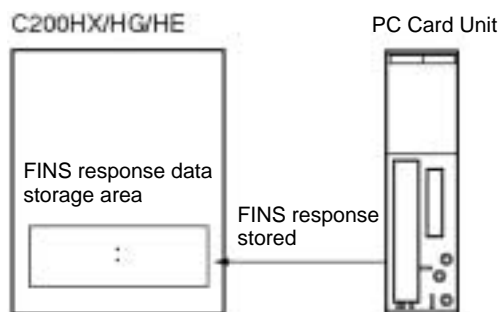 C200HX/HG/HE
PC Card Unit
FINS response data
storage area
FINS response
stored
: